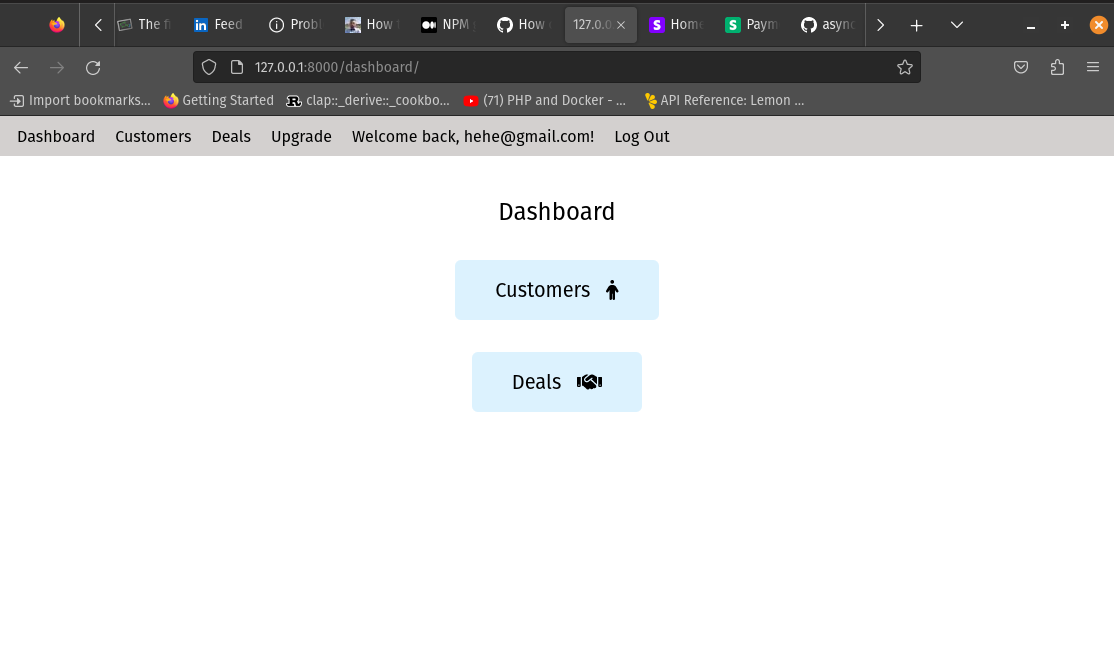 The fi
Feed
Probl
How t
NPM
How
127.0.0
Home
Paym
async
127.0.0.1:8000/dashboard/
Import bookmarks... Getting Started clap::_derive::_cookbo... (71) PHP and Docker - ... API Reference: Lemon ...
Dashboard Customers Deals Upgrade Welcome back, hehe@gmail.com! Log Out
Dashboard
Customers
Deals